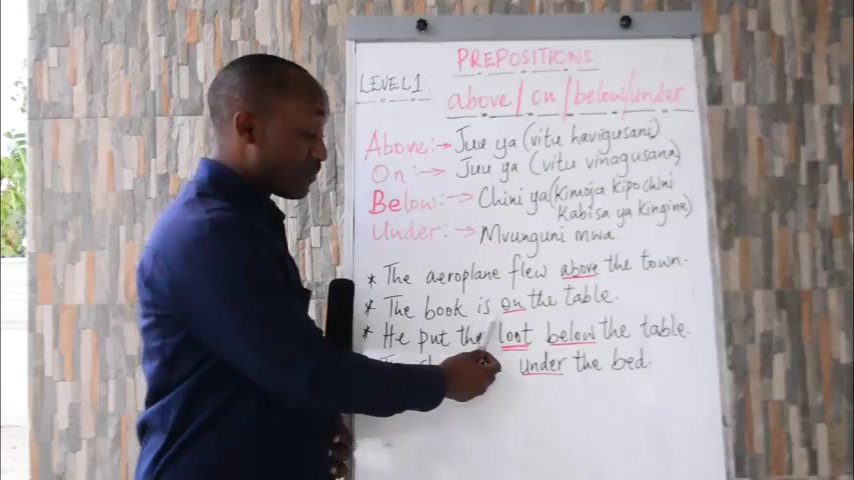 PREPOSITIONS
LEVEL 1.
above/on/below/under
Above:→ Juu ya (vitu havigusani)
On:→ Juu ya (vitu vinagusana)
Below:→ Chini ya (Kimoja kipo chini
Kabisa ya kingine)
Under:→ Mvunguni mwa.
* The aeroplane flew above the town.
* The book is on the table.
* He put the loot below the table.
under the bed.